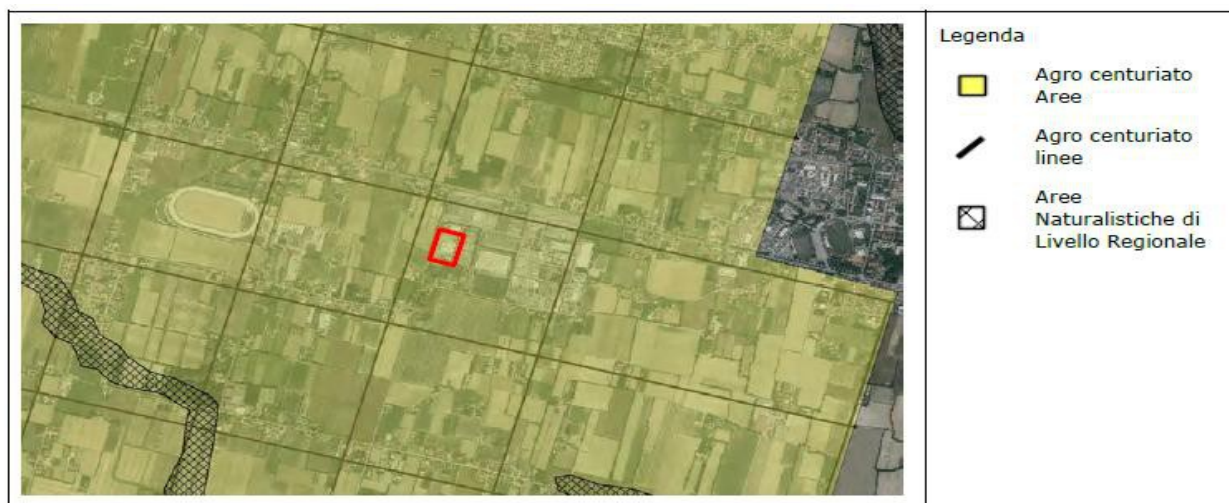 Legenda
Agro centuriato
Aree
Agro centuriato
linee
Aree
Naturalistiche di
Livello Regionale